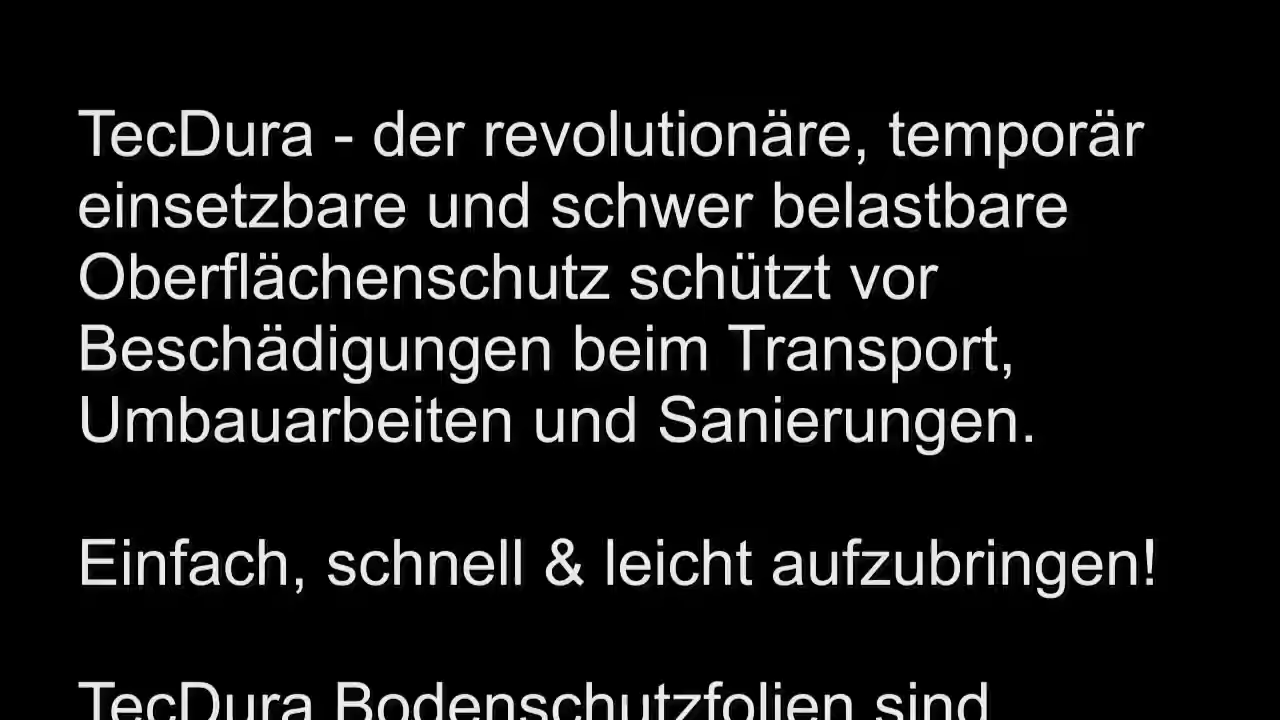 TecDura - der revolutionäre, temporär
einsetzbare und schwer belastbare
Oberflächenschutz schützt vor
Beschädigungen beim Transport,
Umbauarbeiten und Sanierungen.
Einfach, schnell & leicht aufzubringen!
TecDura Bodenschutzfolien sind